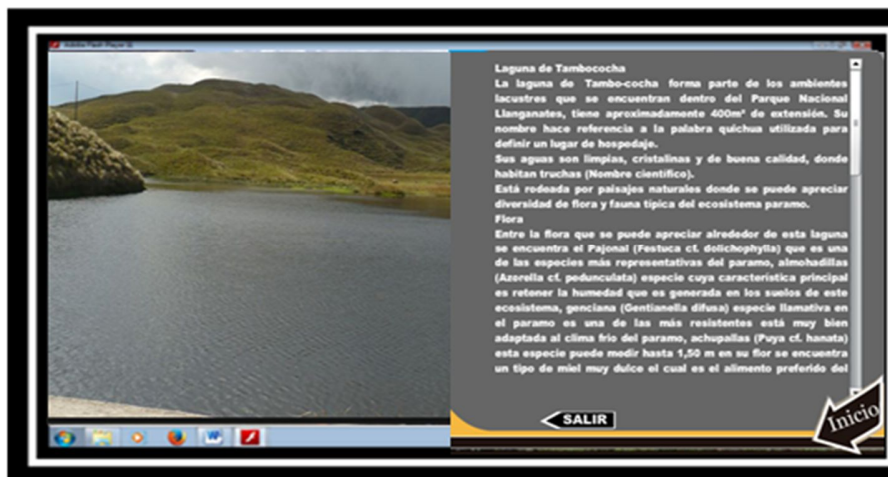 Adobe Flash Player 11
Laguna de Tambococha
La laguna de Tambo-cocha forma parte de los ambientes
lacustres que se encuentran dentro del Parque Nacional
Llanganates, tiene aproximadamente 400m² de extensión. Su
nombre hace referencia a la palabra quichua utilizada para
definir un lugar de hospedaje.
Sus aguas son limpias, cristalinas y de buena calidad, donde
habitan truchas (Nombre científico).
Está rodeada por paisajes naturales donde se puede apreciar
diversidad de flora y fauna típica del ecosistema paramo.
Flora
Entre la flora que se puede apreciar alrededor de esta laguna
se encuentra el Pajonal (Festuca cf. dolichophylla) que es una
de las especies más representativas del paramo, almohadillas
(Azorella cf. pedunculata) especie cuya característica principal
es retener la humedad que es generada en los suelos de este
ecosistema, genciana (Gentianella difusa) especie llamativa en
el paramo es una de las más resistentes está muy bien
adaptada al clima frío del paramo, achupallas (Puya cf. hanata)
esta especie puede medir hasta 1,50 m en su flor se encuentra
un tipo de miel muy dulce el cual es el alimento preferido del
SALIR
Inicio